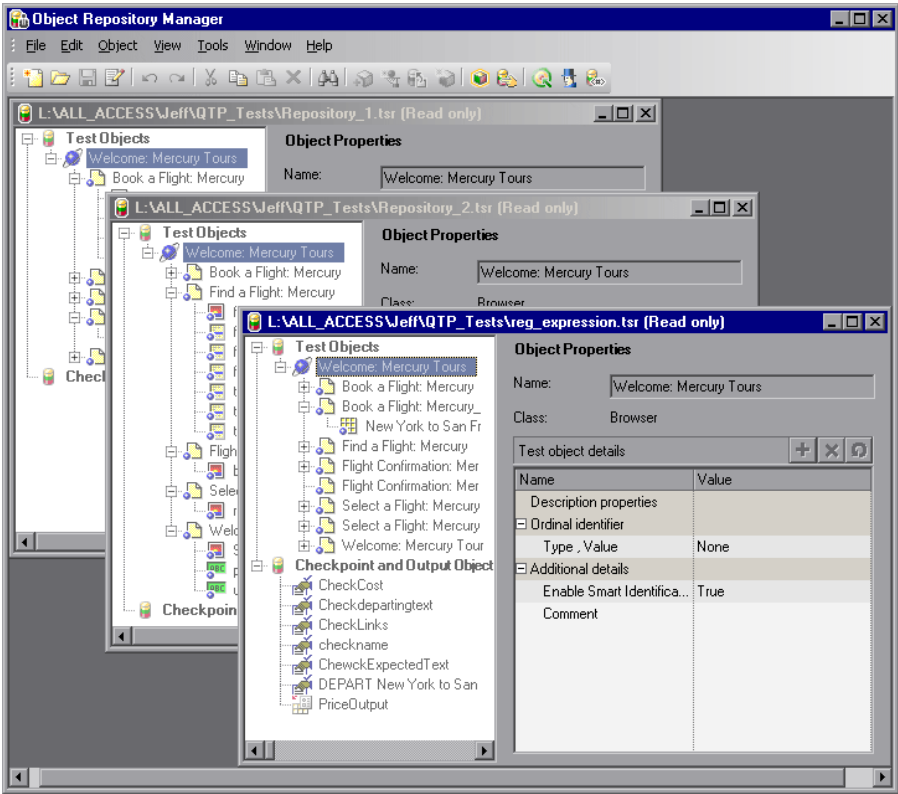 Object Repository Manager
File Edit Object View Tools Window Help
L:\ALL_ACCESS\Jeff\QTP_Tests\Repository_1.tsr (Read only)
Test Objects
Welcome: Mercury Tours
Book a Flight: Mercury
Object Properties
Name: Welcome: Mercury Tours
Checkp
L:\ALL_ACCESS\Jeff\QTP_Tests\Repository_2.tsr (Read only)
Test Objects
Welcome: Mercury Tours
Book a Flight: Mercury
Find a Flight: Mercury
Fligh
Selec
Welc
Checkpoin
Object Properties
Name: Welcome: Mercury Tours
Class: Browser
L:\ALL_ACCESS\Jeff\QTP_Tests\reg_expression.tsr (Read only)
Test Objects
Welcome: Mercury Tours
Book a Flight: Mercury
Book a Flight: Mercury_
New York to San Fr
Find a Flight: Mercury
Flight Confirmation: Mer
Flight Confirmation: Mer
Select a Flight: Mercury
Select a Flight: Mercury
Welcome: Mercury Tour
Checkpoint and Output Object
CheckCost
Checkdepartingtext
CheckLinks
checkname
ChewckExpectedText
DEPART New York to San
PriceOutput
Object Properties
Name: Welcome: Mercury Tours
Class: Browser
Test object details
Name Value
Description properties
Ordinal identifier
Type , Value None
Additional details
Enable Smart Identifica... True
Comment